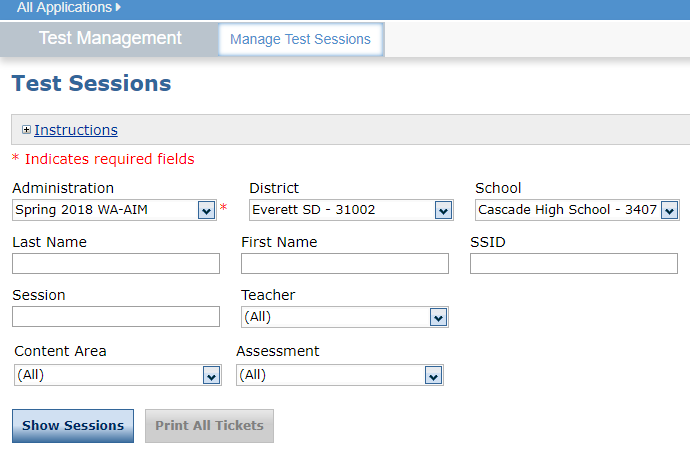 All Applications
Test Management Manage Test Sessions
Test Sessions
Instructions
* Indicates required fields
Administration District School
Spring 2018 WA-AIM * Everett SD - 31002 Cascade High School - 3407
Last Name First Name SSID
Session Teacher
(All)
Content Area Assessment
(All) (All)
Show Sessions Print All Tickets